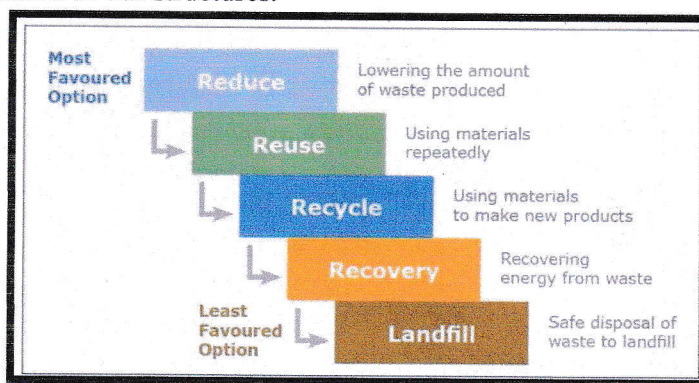 Most
Favoured
Option
Reduce
Lowering the amount
of waste produced
Reuse
Using materials
repeatedly
Recycle
Using materials
to make new products
Recovery
Recovering
energy from waste
Least
Favoured
Option
Landfill
Safe disposal of
waste to landfill